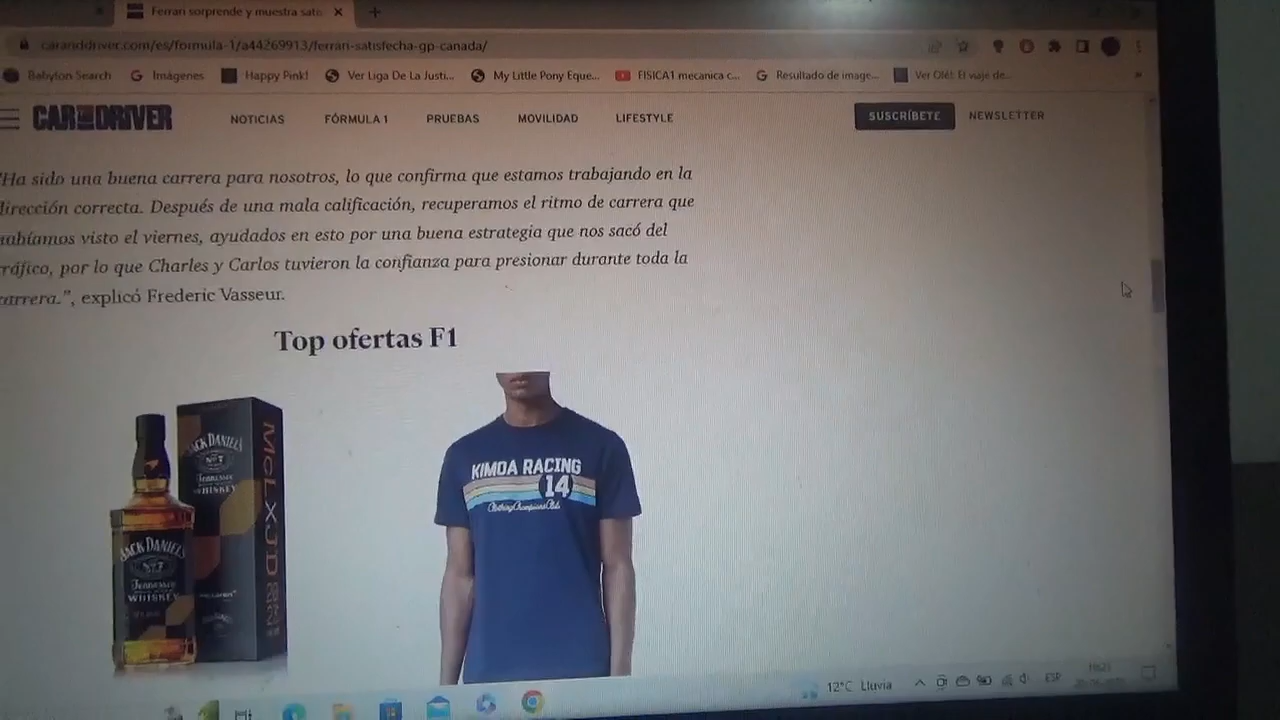 Ferrari sorprende y muestra satis
caranddriver.com/es/formula-1/a44269913/ferrari-satisfecha-gp-canada/
Babylon Search Imágenes Happy Pink! Ver Liga De La Justi... My Little Pony Eque... FISICA1 mecanica c... Resultado de image... Ver Olé!: El viaje de...
CAR AND DRIVER NOTICIAS FÓRMULA 1 PRUEBAS MOVILIDAD LIFESTYLE SUSCRÍBETE NEWSLETTER
"Ha sido una buena carrera para nosotros, lo que confirma que estamos trabajando en la
dirección correcta. Después de una mala calificación, recuperamos el ritmo de carrera que
habíamos visto el viernes, ayudados en esto por una buena estrategia que nos sacó del
tráfico, por lo que Charles y Carlos tuvieron la confianza para presionar durante toda la
carrera.", explicó Frederic Vasseur.
Top ofertas F1
JACK DANIEL'S
Nº7
Tennessee
WHISKEY
McL X JD
JACK DANIEL'S
Nº7
Tennessee
WHISKEY
KIMOA RACING
14
ClothingChampionsClub
12°C Lluvia ESP